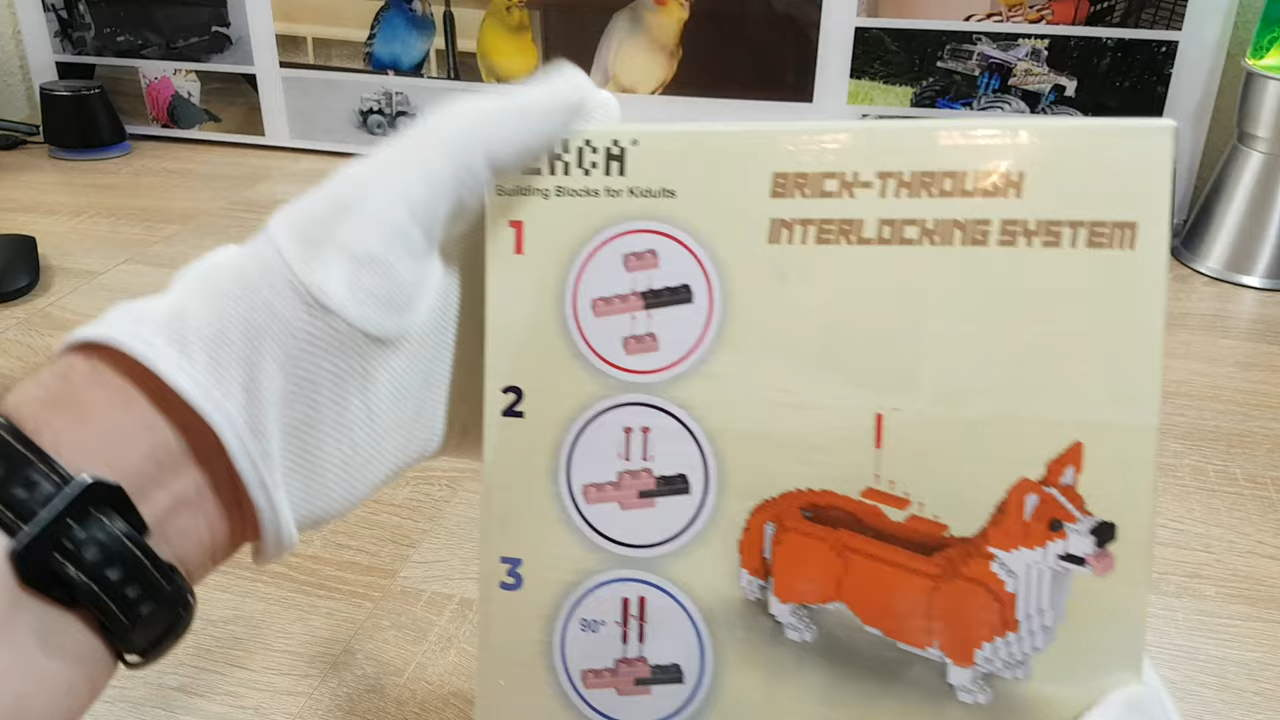 Building Blocks for Kidults
BRICK-THROUGH
INTERLOCKING SYSTEM
1
2
3
90°